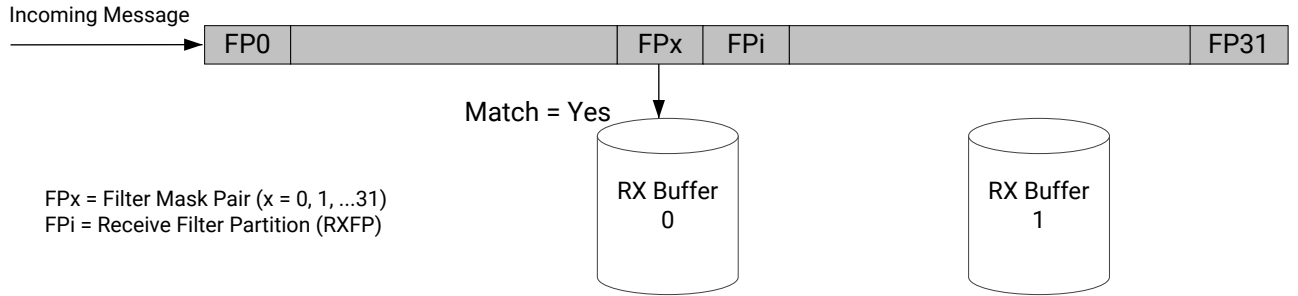 Incoming Message
FP0 FPx FPi FP31
Match = Yes
RX Buffer
0
RX Buffer
1
FPx = Filter Mask Pair (x = 0, 1, ...31)
FPi = Receive Filter Partition (RXFP)